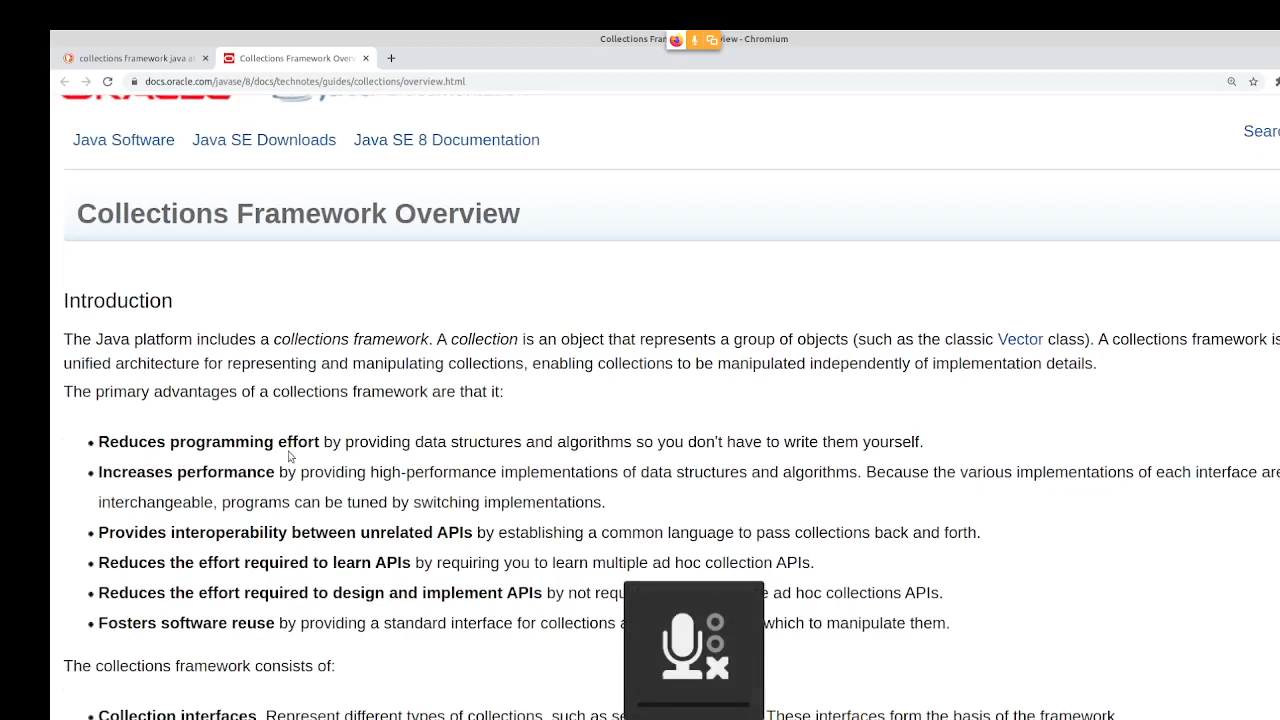 Collections Fra
iew - Chromium
collections framework java a
Collections Framework Over
docs.oracle.com/javase/8/docs/technotes/guides/collections/overview.html
ORACLE
Java Software Java SE Downloads Java SE 8 Documentation
Sear
Collections Framework Overview
Introduction
The Java platform includes a collections framework. A collection is an object that represents a group of objects (such as the classic Vector class). A collections framework is
unified architecture for representing and manipulating collections, enabling collections to be manipulated independently of implementation details.
The primary advantages of a collections framework are that it:
• Reduces programming effort by providing data structures and algorithms so you don't have to write them yourself.
• Increases performance by providing high-performance implementations of data structures and algorithms. Because the various implementations of each interface are
interchangeable, programs can be tuned by switching implementations.
• Provides interoperability between unrelated APIs by establishing a common language to pass collections back and forth.
• Reduces the effort required to learn APIs by requiring you to learn multiple ad hoc collection APIs.
• Reduces the effort required to design and implement APIs by not requ e ad hoc collections APIs.
• Fosters software reuse by providing a standard interface for collections a which to manipulate them.
The collections framework consists of:
• Collection interfaces. Represent different types of collections, such as se These interfaces form the basis of the framework.